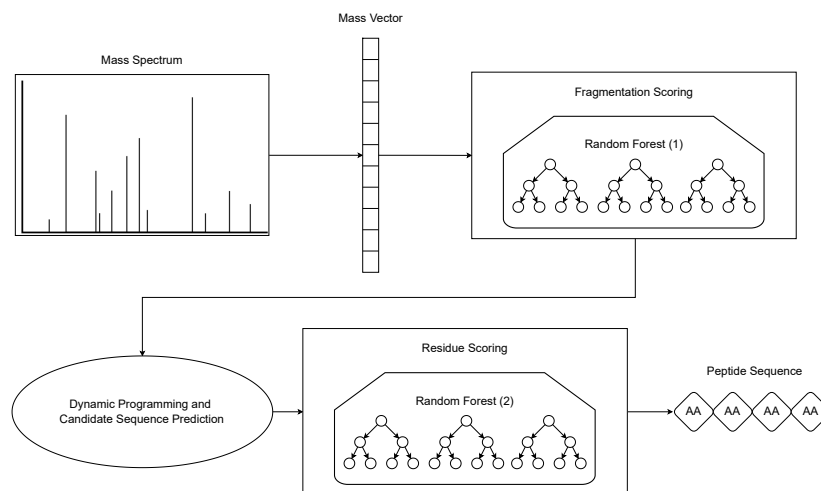 Mass Vector
Mass Spectrum
Fragmentation Scoring
Random Forest (1)
Residue Scoring
Random Forest (2)
Dynamic Programming and
Candidate Sequence Prediction
Peptide Sequence
AA AA AA AA